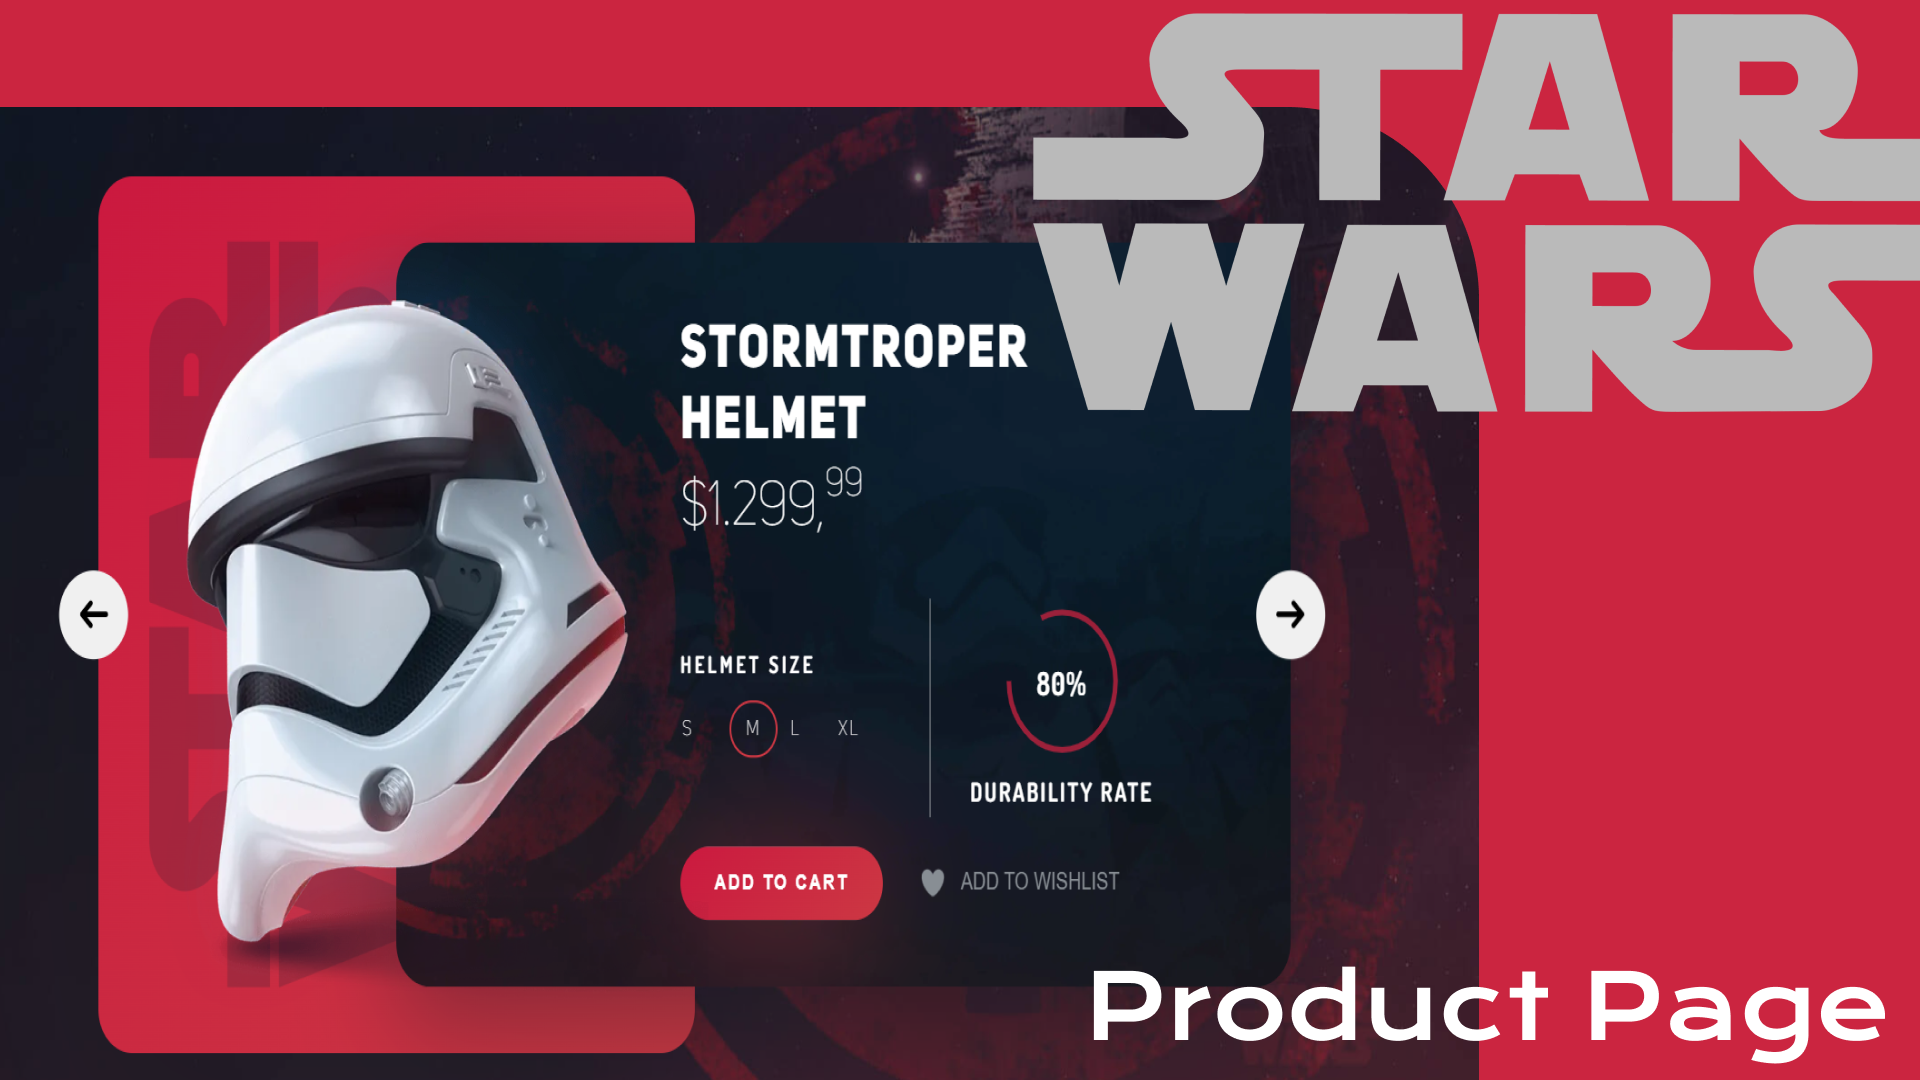 STAR
WARS
STAR
STORMTROPER
HELMET
$1.299,99
HELMET SIZE
S M L XL
80%
DURABILITY RATE
ADD TO CART
ADD TO WISHLIST
Product Page